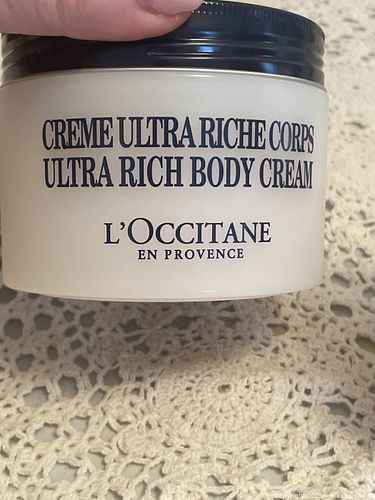 CREME ULTRA RICHE CORPS
ULTRA RICH BODY CREAM
L'OCCITANE
EN PROVENCE